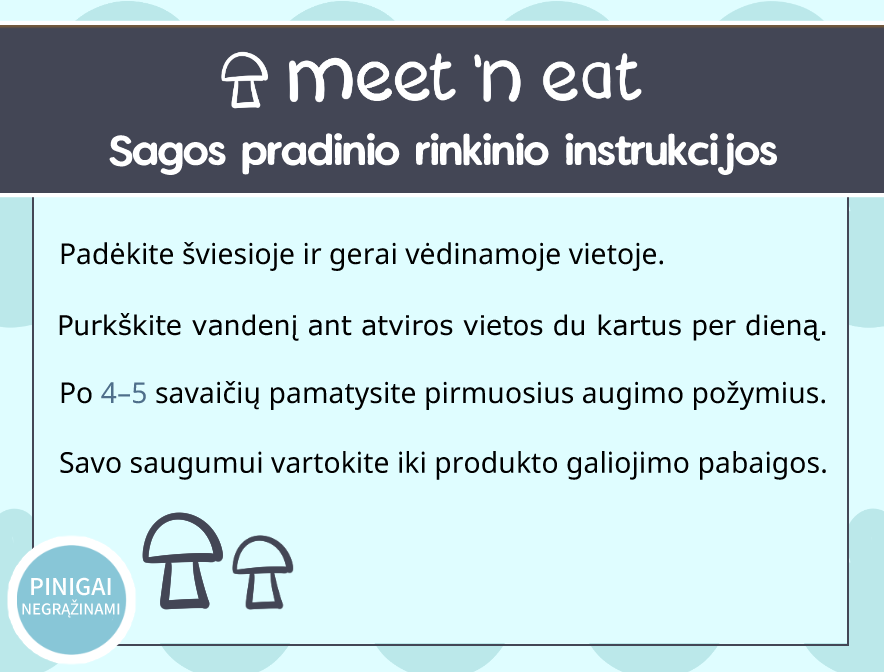 meet 'n eat
Sagos pradinio rinkinio instrukcijos
Padėkite šviesioje ir gerai vėdinamoje vietoje.
Purkškite vandenį ant atviros vietos du kartus per dieną.
Po 4–5 savaičių pamatysite pirmuosius augimo požymius.
Savo saugumui vartokite iki produkto galiojimo pabaigos.
PINIGAI
NEGRĄŽINAMI